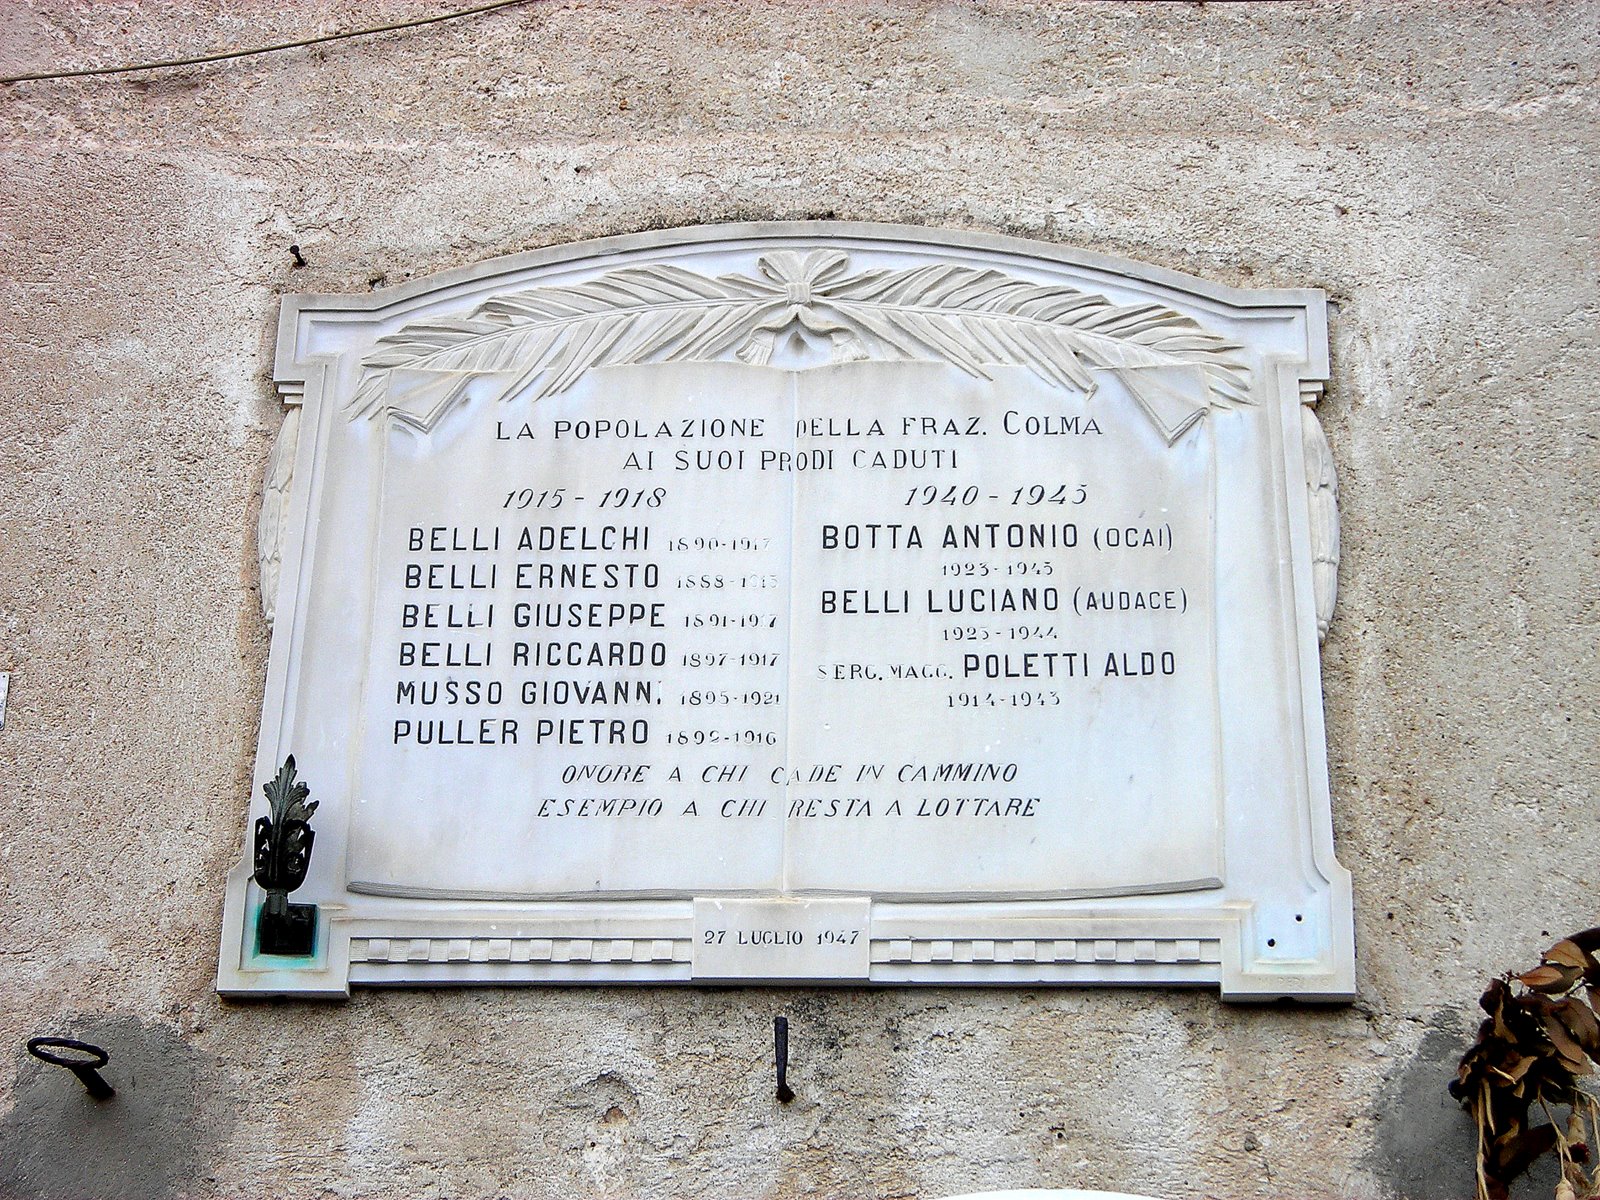 LA POPOLAZIONE DELLA FRAZ. COLMA
AI SUOI PRODI CADUTI
1915 - 1918
BELLI ADELCHI 1890-1917
BELLI ERNESTO
BELLI GIUSEPPE 1891-1917
BELLI RICCARDO 1897-1917
MUSSO GIOVANNI 1895-1921
PULLER PIETRO 1892-1916
1940 - 1945
BOTTA ANTONIO (OCAI)
1923-1945
BELLI LUCIANO (AUDACE)
1925-1944
SERG. MAGG. POLETTI ALDO
1914-1943
ONORE A CHI CADE IN CAMMINO
ESEMPIO A CHI RESTA A LOTTARE
27 LUGLIO 1947